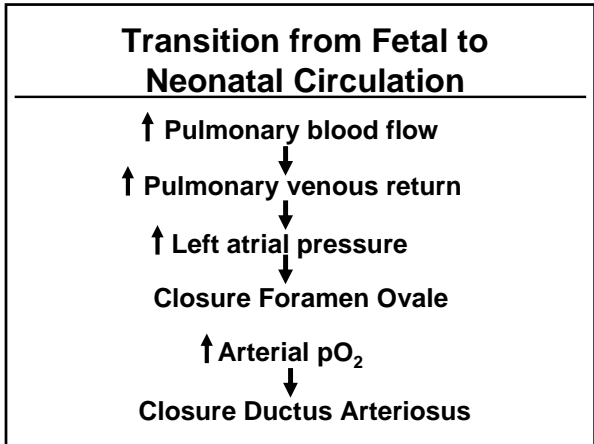 Transition from Fetal to
Neonatal Circulation
↑ Pulmonary blood flow
↑ Pulmonary venous return
↑ Left atrial pressure
Closure Foramen Ovale
↑ Arterial pO₂
Closure Ductus Arteriosus